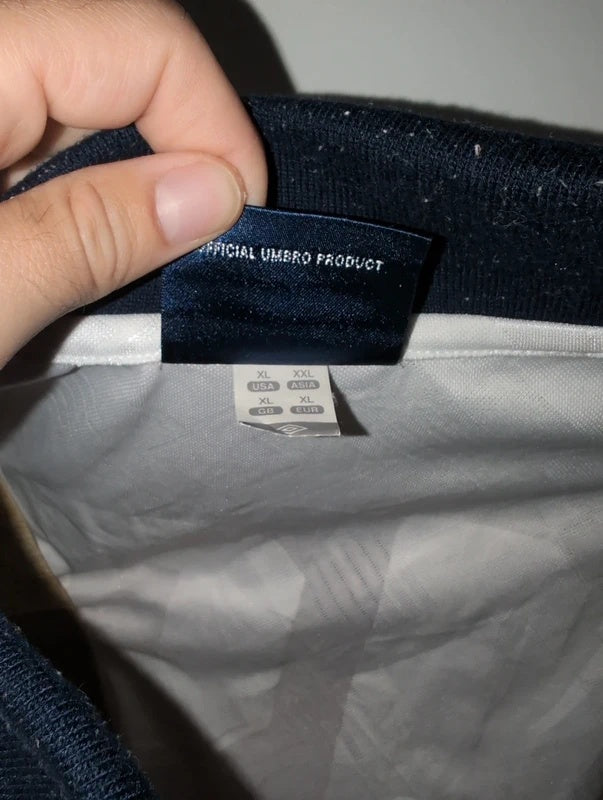 OFFICIAL UMBRO PRODUCT
XL XXL
USA ASIA
XL XL
GB EUR